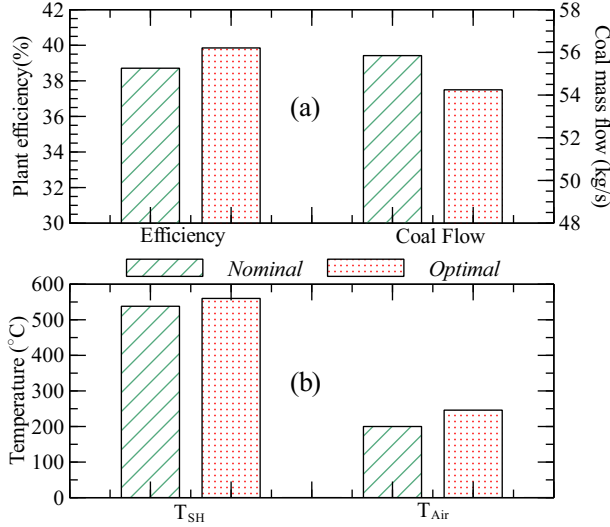 42
40
38
36
34
32
30
Plant efficiency(%)
58
56
54
52
50
48
Coal mass flow (kg/s)
(a)
Efficiency Coal Flow
Nominal Optimal
600
500
400
300
200
100
0
Temperature (°C)
(b)
T_SH T_Air